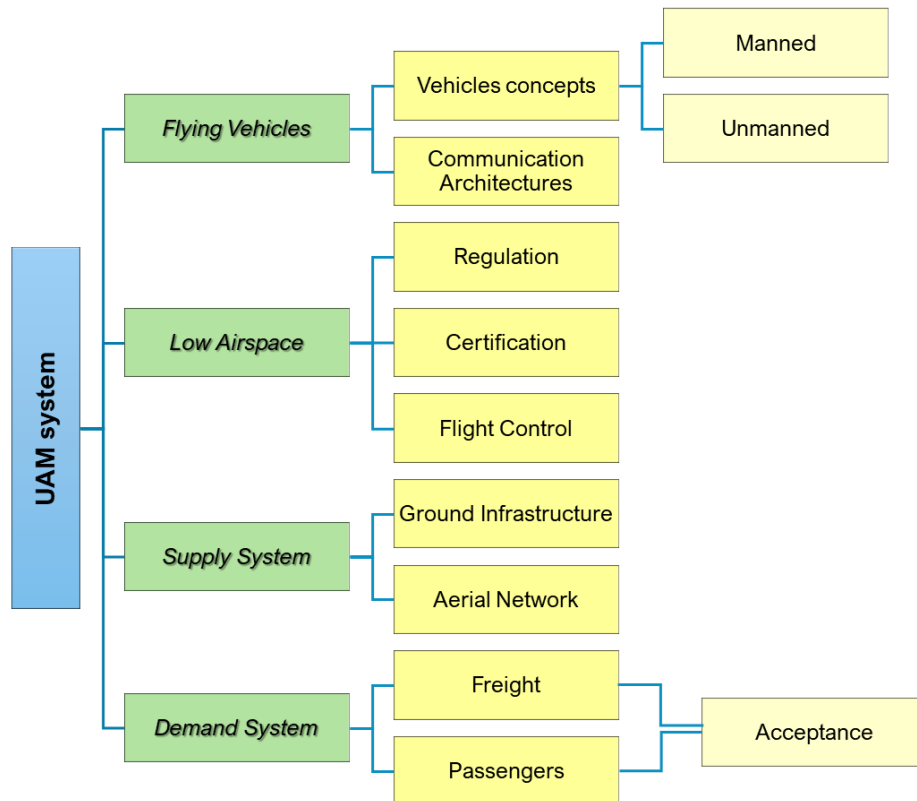 UAM system
Flying Vehicles
Vehicles concepts
Manned
Unmanned
Communication
Architectures
Low Airspace
Regulation
Certification
Flight Control
Supply System
Ground Infrastructure
Aerial Network
Demand System
Freight
Passengers
Acceptance